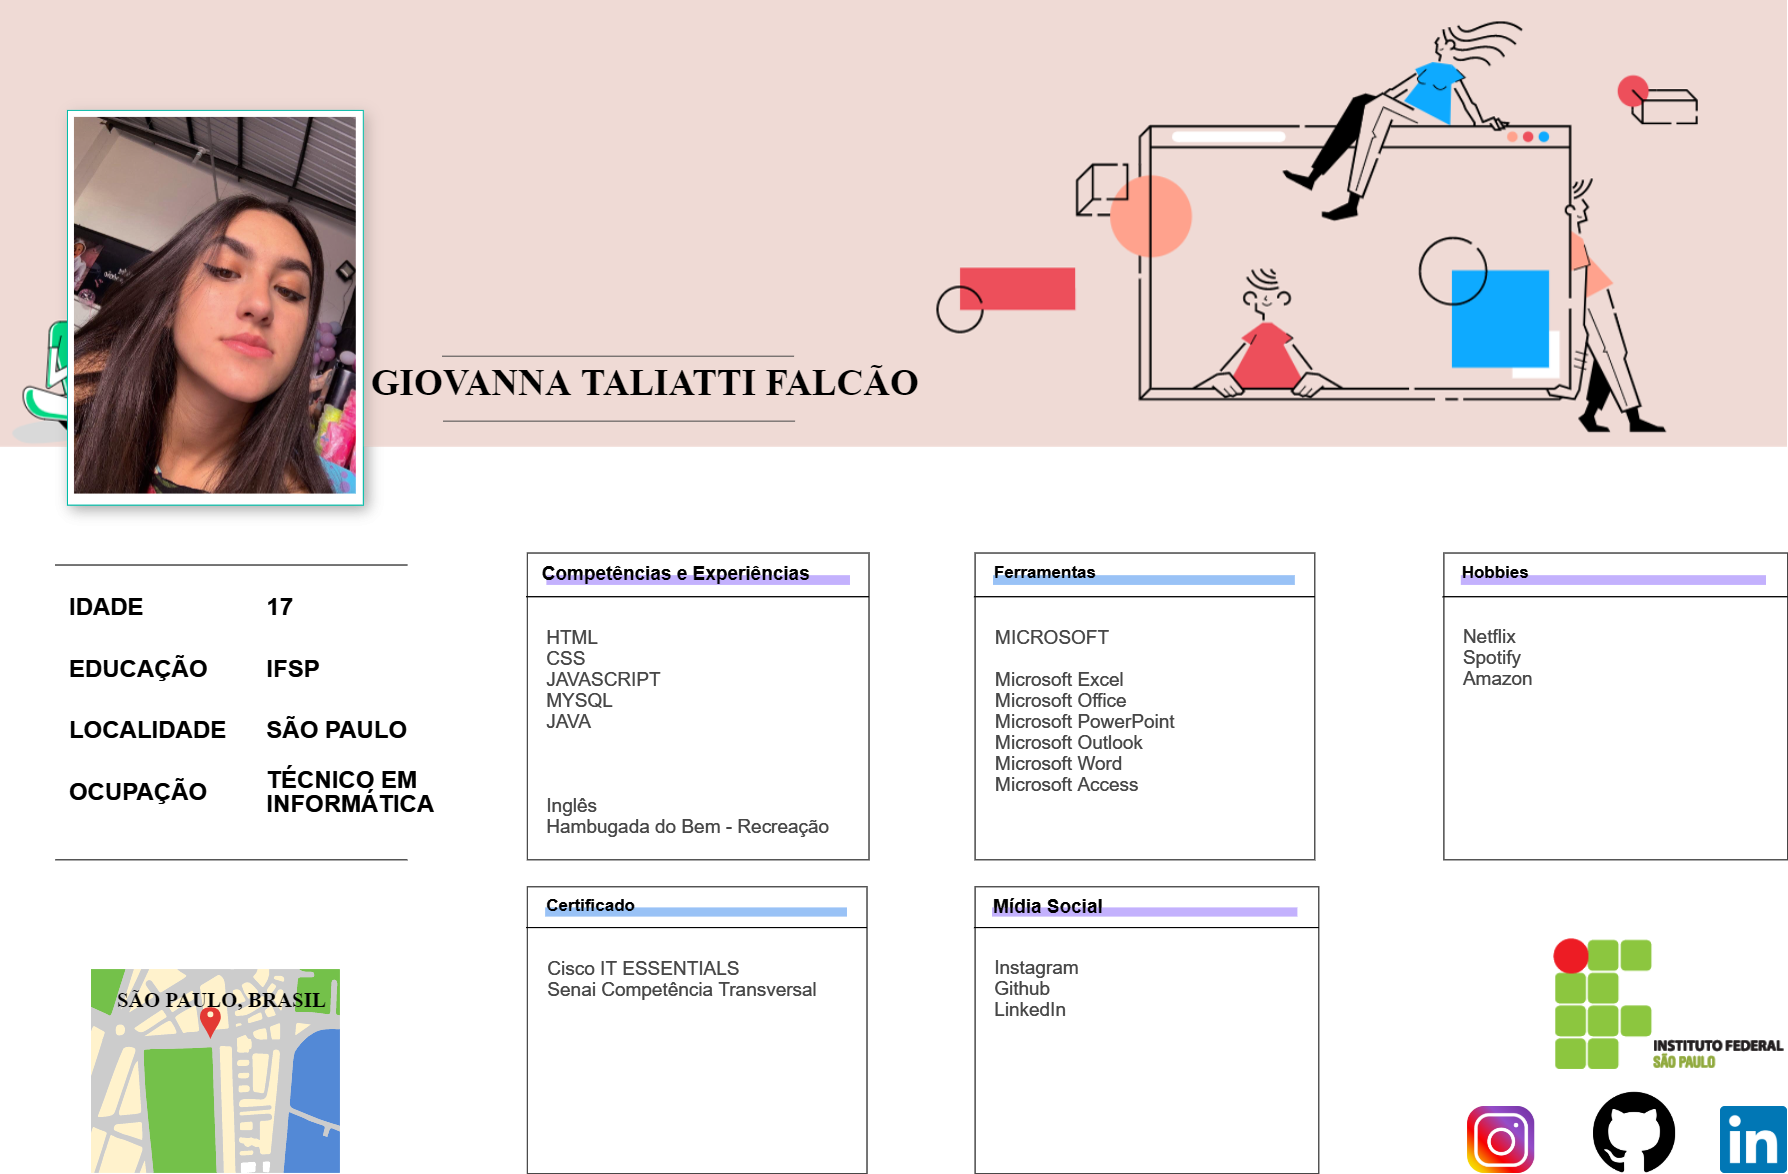 GIOVANNA TALIATTI FALCÃO
IDADE 17
EDUCAÇÃO IFSP
LOCALIDADE SÃO PAULO
OCUPAÇÃO TÉCNICO EM
INFORMÁTICA
Competências e Experiências
HTML
CSS
JAVASCRIPT
MYSQL
JAVA
Inglês
Hambugada do Bem - Recreação
Ferramentas
MICROSOFT
Microsoft Excel
Microsoft Office
Microsoft PowerPoint
Microsoft Outlook
Microsoft Word
Microsoft Access
Hobbies
Netflix
Spotify
Amazon
SÃO PAULO, BRASIL
Certificado
Cisco IT ESSENTIALS
Senai Competência Transversal
Mídia Social
Instagram
Github
LinkedIn
INSTITUTO FEDERAL
SÃO PAULO
in